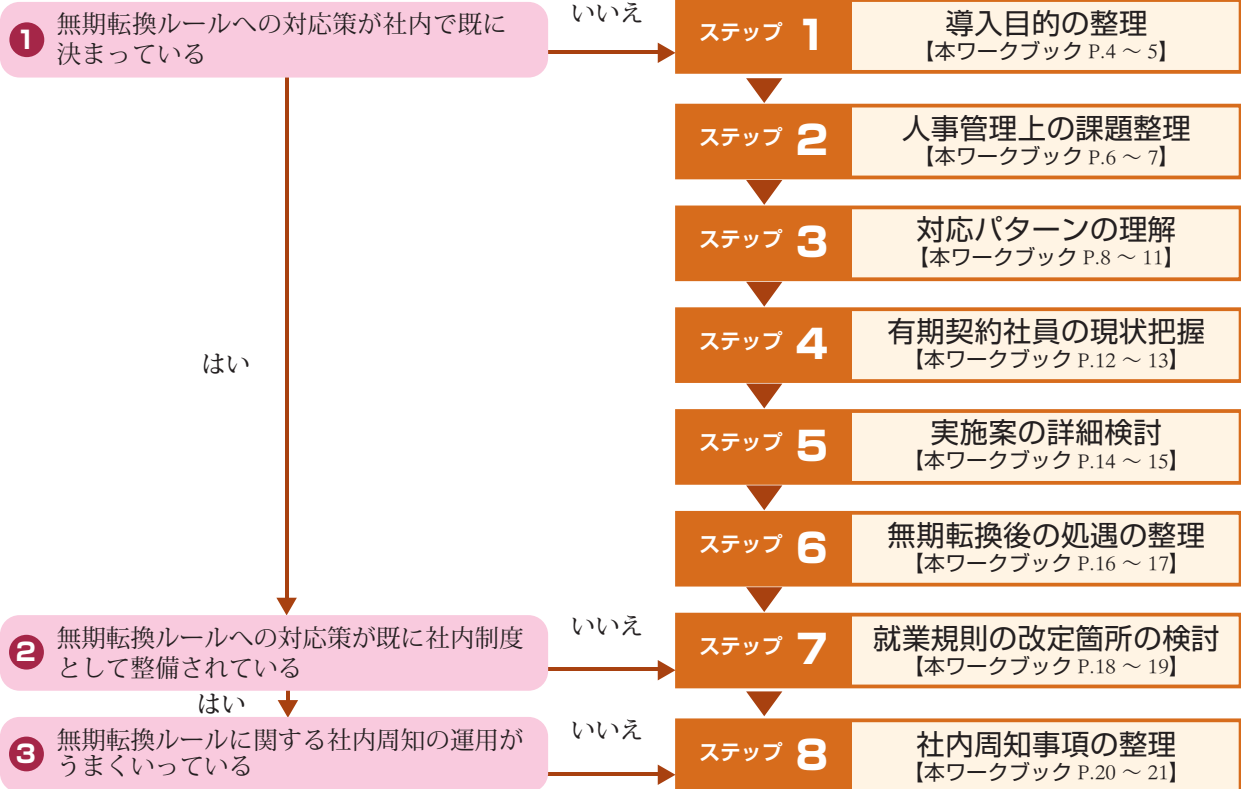 1 無期転換ルールへの対応策が社内で既に
決まっている
いいえ
ステップ 1
導入目的の整理
【本ワークブック P.4 ～ 5】
ステップ 2
人事管理上の課題整理
【本ワークブック P.6 ～ 7】
ステップ 3
対応パターンの理解
【本ワークブック P.8 ～ 11】
はい
ステップ 4
有期契約社員の現状把握
【本ワークブック P.12 ～ 13】
ステップ 5
実施案の詳細検討
【本ワークブック P.14 ～ 15】
ステップ 6
無期転換後の処遇の整理
【本ワークブック P.16 ～ 17】
2 無期転換ルールへの対応策が既に社内制度
として整備されている
いいえ
ステップ 7
就業規則の改定箇所の検討
【本ワークブック P.18 ～ 19】
はい
3 無期転換ルールに関する社内周知の運用が
うまくいっている
いいえ
ステップ 8
社内周知事項の整理
【本ワークブック P.20 ～ 21】